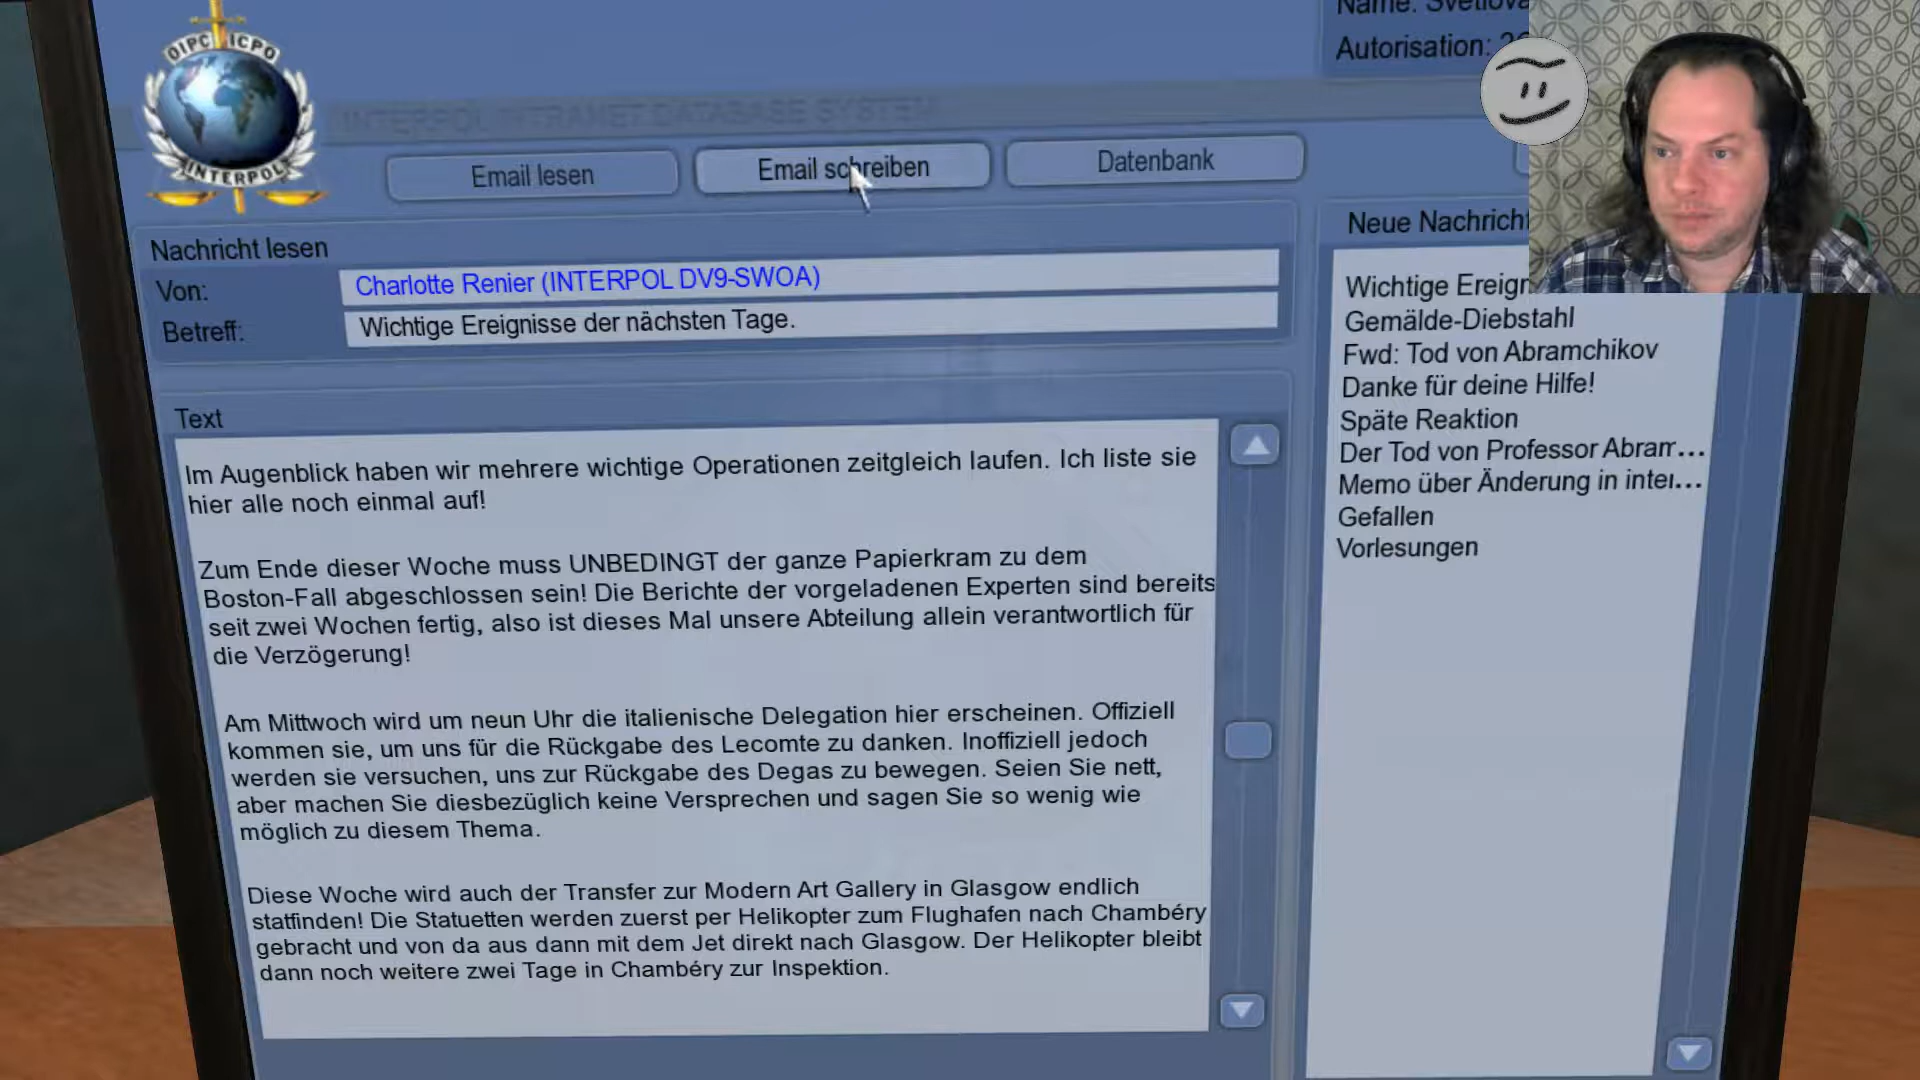 Name: Svetlova
Autorisation:
OIPC ICPO
INTERPOL
INTERPOL INTRANET DATABASE SYSTEM
Email lesen
Email schreiben
Datenbank
Nachricht lesen
Von:
Charlotte Renier (INTERPOL DV9-SWOA)
Betreff:
Wichtige Ereignisse der nächsten Tage.
Text
Im Augenblick haben wir mehrere wichtige Operationen zeitgleich laufen. Ich liste sie
hier alle noch einmal auf!
Zum Ende dieser Woche muss UNBEDINGT der ganze Papierkram zu dem
Boston-Fall abgeschlossen sein! Die Berichte der vorgeladenen Experten sind bereits
seit zwei Wochen fertig, also ist dieses Mal unsere Abteilung allein verantwortlich für
die Verzögerung!
Am Mittwoch wird um neun Uhr die italienische Delegation hier erscheinen. Offiziell
kommen sie, um uns für die Rückgabe des Lecomte zu danken. Inoffiziell jedoch
werden sie versuchen, uns zur Rückgabe des Degas zu bewegen. Seien Sie nett,
aber machen Sie diesbezüglich keine Versprechen und sagen Sie so wenig wie
möglich zu diesem Thema.
Diese Woche wird auch der Transfer zur Modern Art Gallery in Glasgow endlich
statfinden! Die Statuetten werden zuerst per Helikopter zum Flughafen nach Chambéry
gebracht und von da aus dann mit dem Jet direkt nach Glasgow. Der Helikopter bleibt
dann noch weitere zwei Tage in Chambéry zur Inspektion.
Neue Nachricht
Wichtige Ereign
Gemälde-Diebstahl
Fwd: Tod von Abramchikov
Danke für deine Hilfe!
Späte Reaktion
Der Tod von Professor Abram...
Memo über Änderung in inter...
Gefallen
Vorlesungen